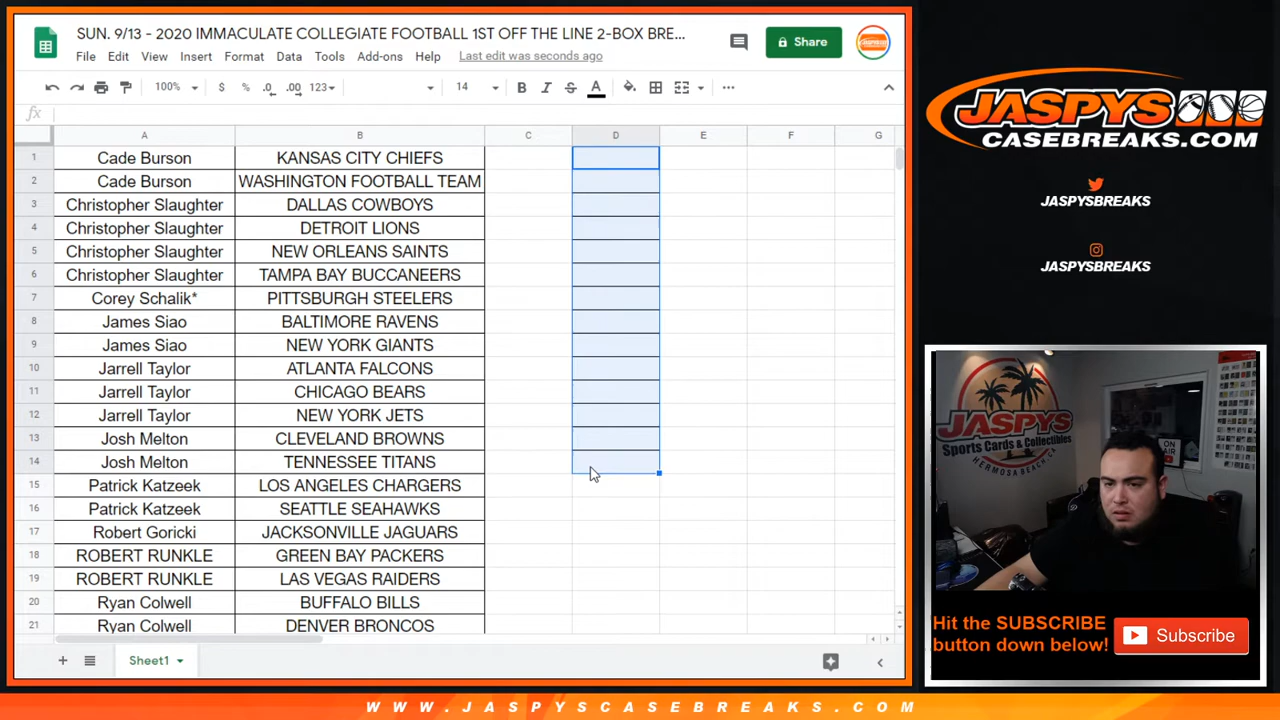 SUN. 9/13 - 2020 IMMACULATE COLLEGIATE FOOTBALL 1ST OFF THE LINE 2-BOX BRE...
Share
File Edit View Insert Format Data Tools Add-ons Help Last edit was seconds ago
100% $ % .0 .00 123 14 B I S A
fx
A B C D E F G
1 Cade Burson KANSAS CITY CHIEFS
2 Cade Burson WASHINGTON FOOTBALL TEAM
3 Christopher Slaughter DALLAS COWBOYS
4 Christopher Slaughter DETROIT LIONS
5 Christopher Slaughter NEW ORLEANS SAINTS
6 Christopher Slaughter TAMPA BAY BUCCANEERS
7 Corey Schalik* PITTSBURGH STEELERS
8 James Siao BALTIMORE RAVENS
9 James Siao NEW YORK GIANTS
10 Jarrell Taylor ATLANTA FALCONS
11 Jarrell Taylor CHICAGO BEARS
12 Jarrell Taylor NEW YORK JETS
13 Josh Melton CLEVELAND BROWNS
14 Josh Melton TENNESSEE TITANS
15 Patrick Katzeek LOS ANGELES CHARGERS
16 Patrick Katzeek SEATTLE SEAHAWKS
17 Robert Goricki JACKSONVILLE JAGUARS
18 ROBERT RUNKLE GREEN BAY PACKERS
19 ROBERT RUNKLE LAS VEGAS RAIDERS
20 Ryan Colwell BUFFALO BILLS
21 Ryan Colwell DENVER BRONCOS
Sheet1
JASPYS
CASEBREAKS.COM
JASPYSBREAKS
JASPYSBREAKS
JASPYS
Sports Cards & Collectibles
HERMOSA BEACH, CA
ON AIR
Hit the SUBSCRIBE
button down below!
Subscribe
WWW.JASPYSCASEBREAKS.COM